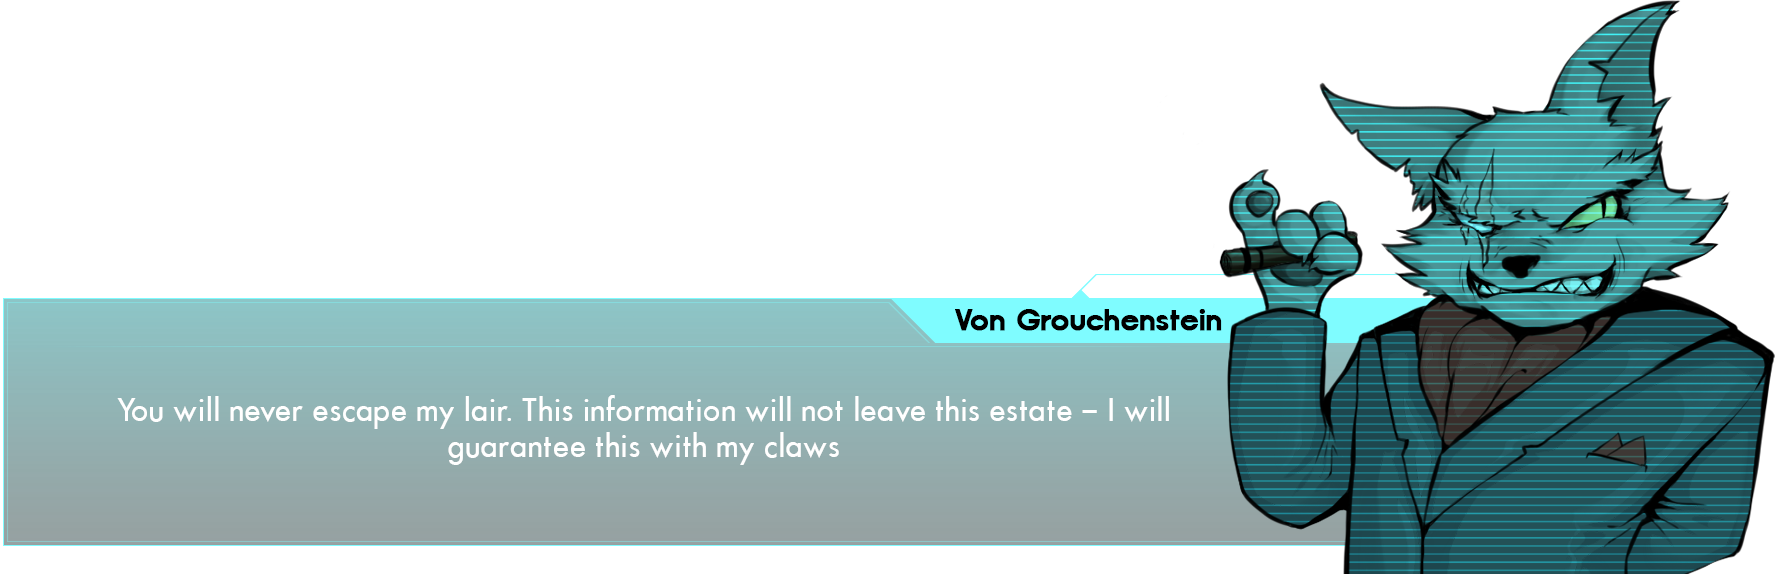 Von Grouchenstein
You will never escape my lair. This information will not leave this estate – I will
guarantee this with my claws